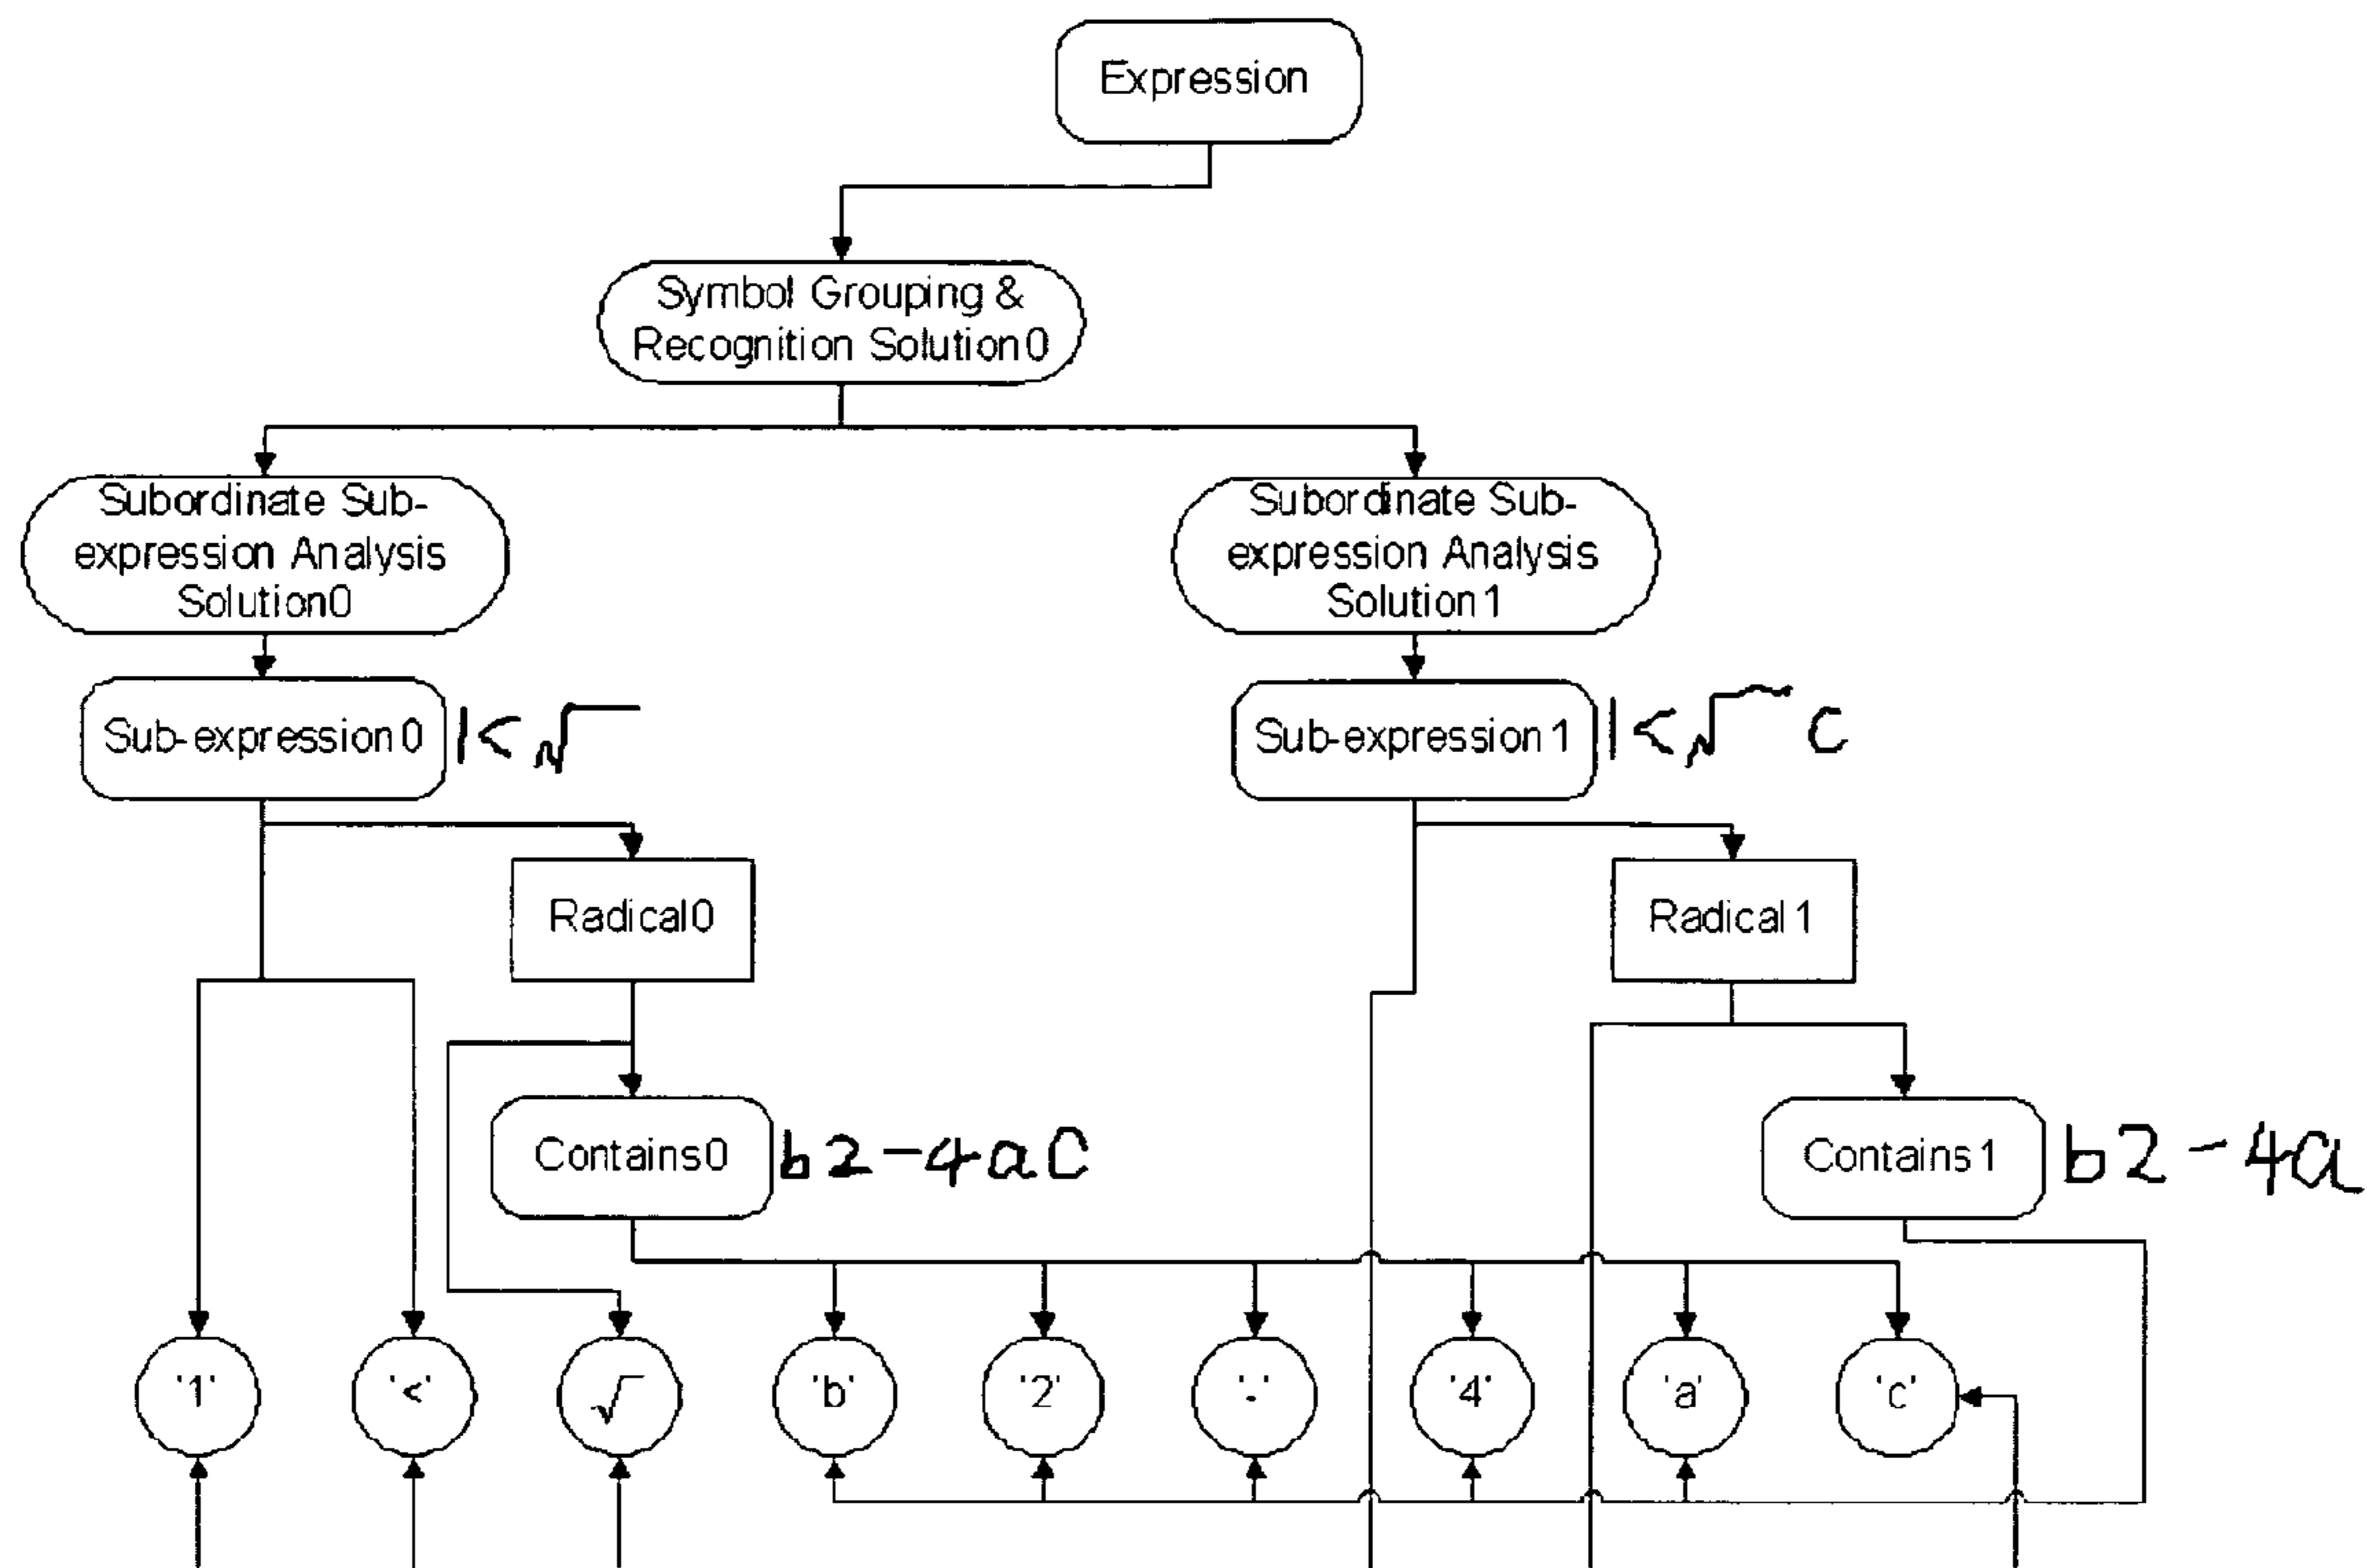 Expression
Symbol Grouping &
Recognition Solution0
Subordinate Sub-
expression Analysis
Solution0
Subordinate Sub-
expression Analysis
Solution1
Sub-expression0
1<√
Sub-expression1
1<√ c
Radical0
Radical1
Contains0
b2-4ac
Contains1
b2-4a
'1'
'<'
√
'b'
'2'
'-'
'4'
'a'
'c'